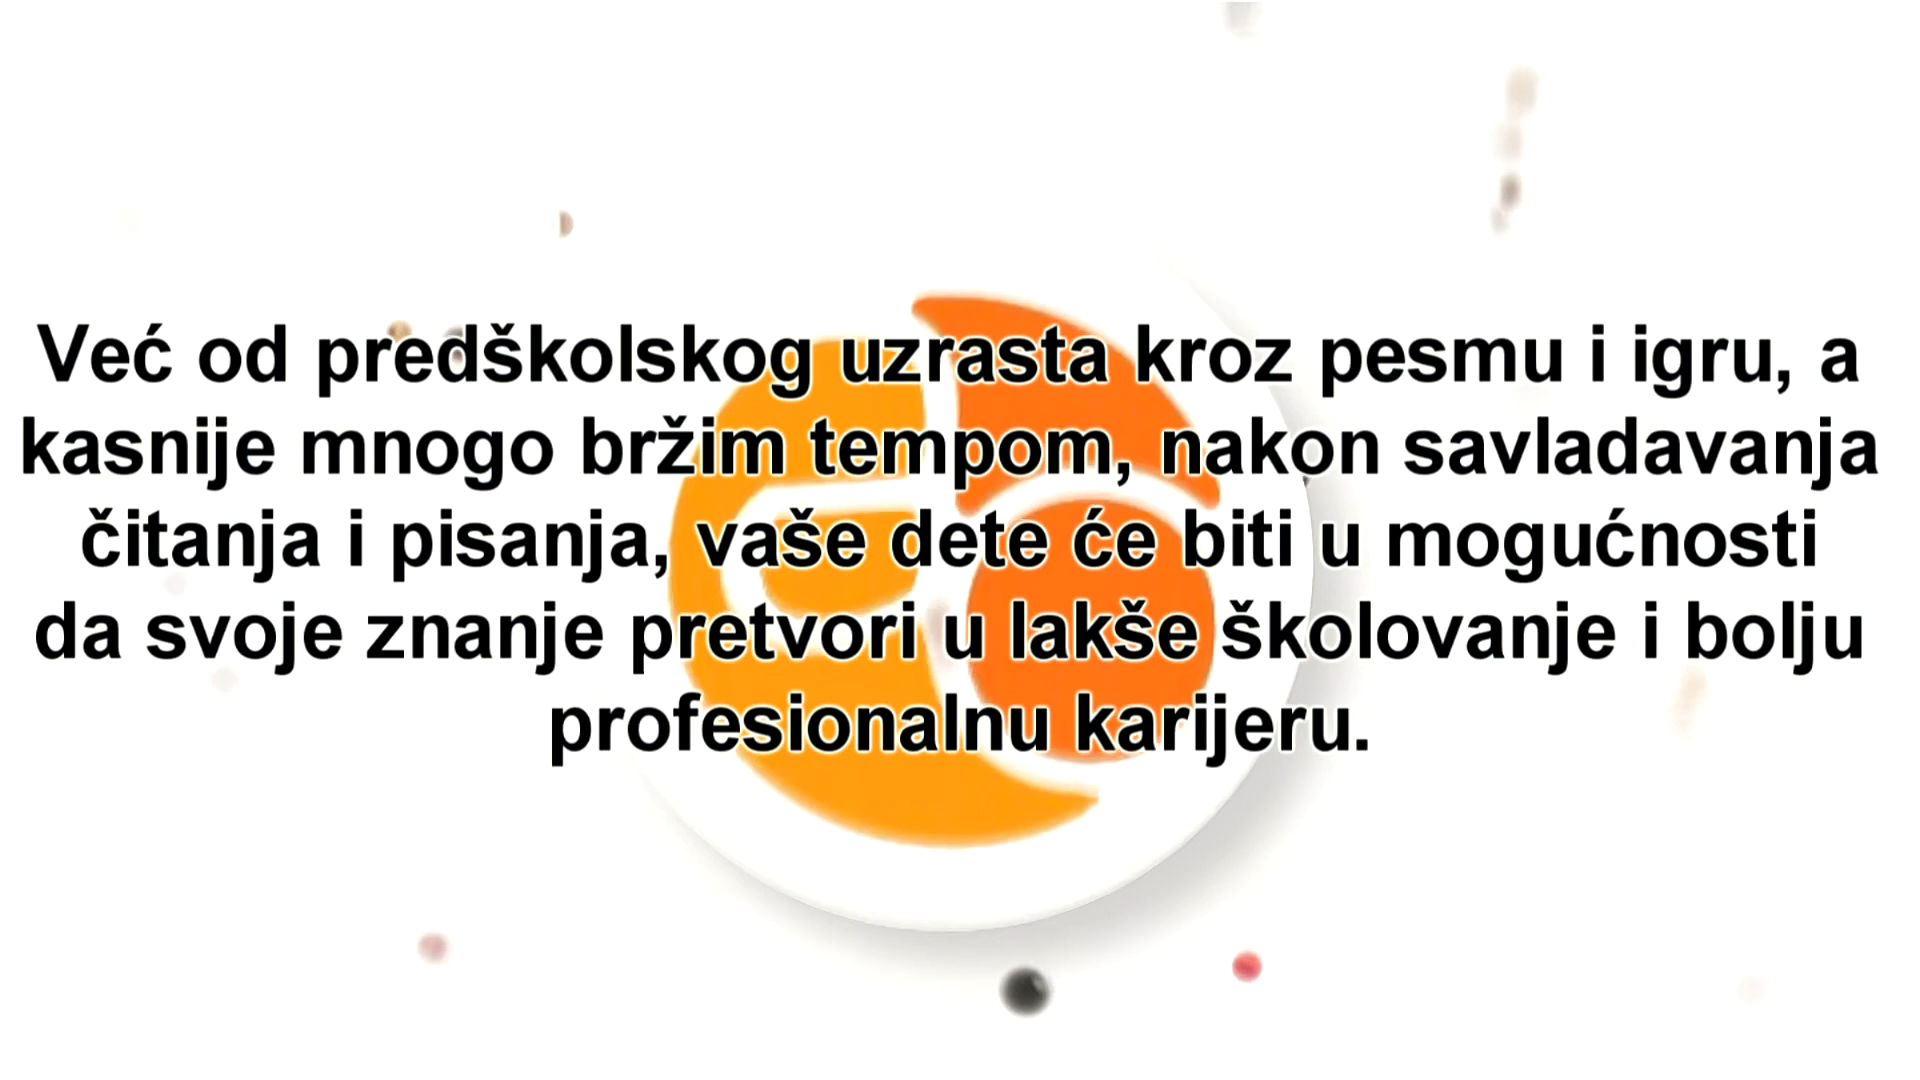 Već od predškolskog uzrasta kroz pesmu i igru, a
kasnije mnogo bržim tempom, nakon savladavanja
čitanja i pisanja, vaše dete će biti u mogućnosti
da svoje znanje pretvori u lakše školovanje i bolju
profesionalnu karijeru.